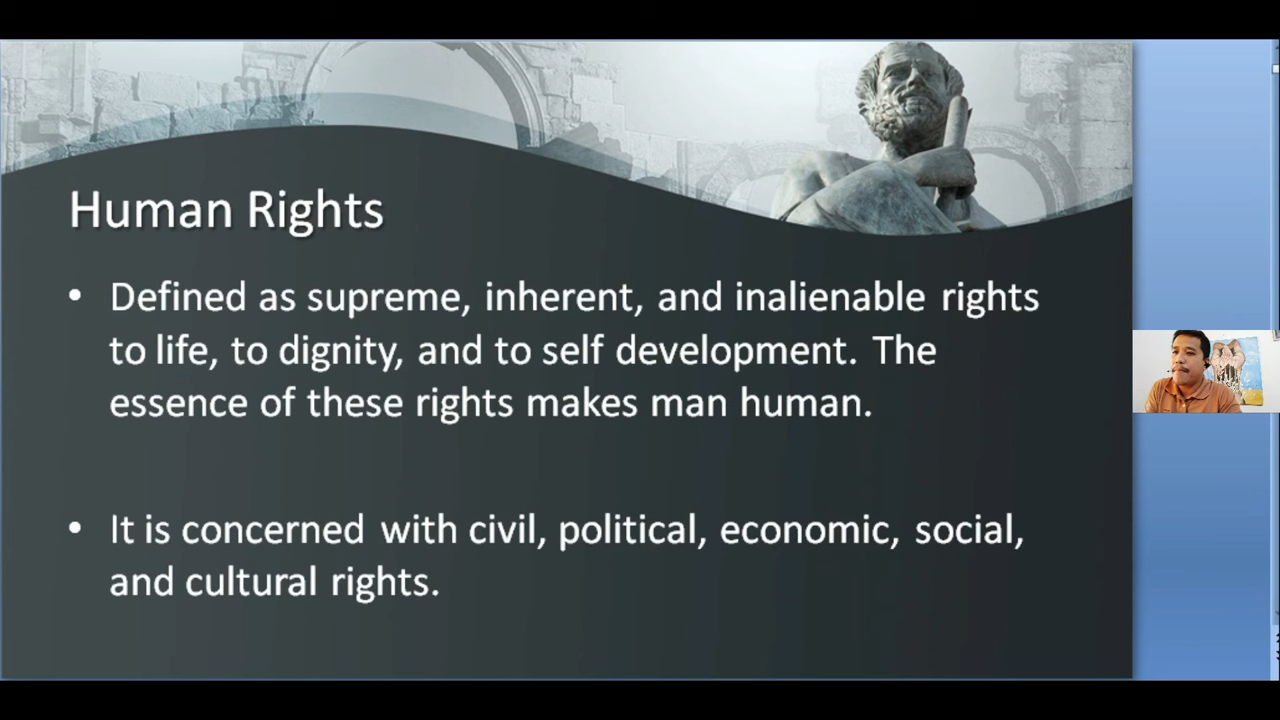 Human Rights
• Defined as supreme, inherent, and inalienable rights
to life, to dignity, and to self development. The
essence of these rights makes man human.
• It is concerned with civil, political, economic, social,
and cultural rights.